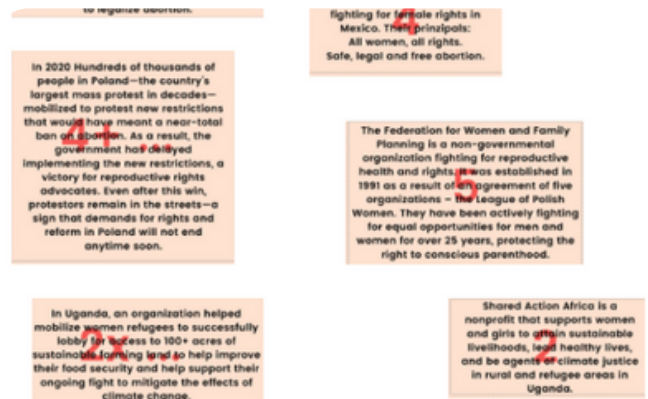 to legalize abortion.
fighting for female rights in
Mexico. Their prinzipals:
All women, all rights.
Safe, legal and free abortion.
4
In 2020 Hundreds of thousands of
people in Poland—the country's
largest mass protest in decades—
mobilized to protest new restrictions
that would have meant a near-total
ban on abortion. As a result, the
government has delayed
implementing the new restrictions, a
victory for reproductive rights
advocates. Even after this win,
protestors remain in the streets—a
sign that demands for rights and
reform in Poland will not end
anytime soon.
4+ ...
The Federation for Women and Family
Planning is a non-governmental
organization fighting for reproductive
health and rights. It was established in
1991 as a result of an agreement of five
organizations – the League of Polish
Women. They have been actively fighting
for equal opportunities for men and
women for over 25 years, protecting the
right to conscious parenthood.
5
In Uganda, an organization helped
mobilize women refugees to successfully
lobby for access to 100+ acres of
sustainable farming land to help improve
their food security and help support their
ongoing fight to mitigate the effects of
climate change.
2x ...
Shared Action Africa is a
nonprofit that supports women
and girls to attain sustainable
livelihoods, lead healthy lives,
and be agents of climate justice
in rural and refugee areas in
Uganda.
2